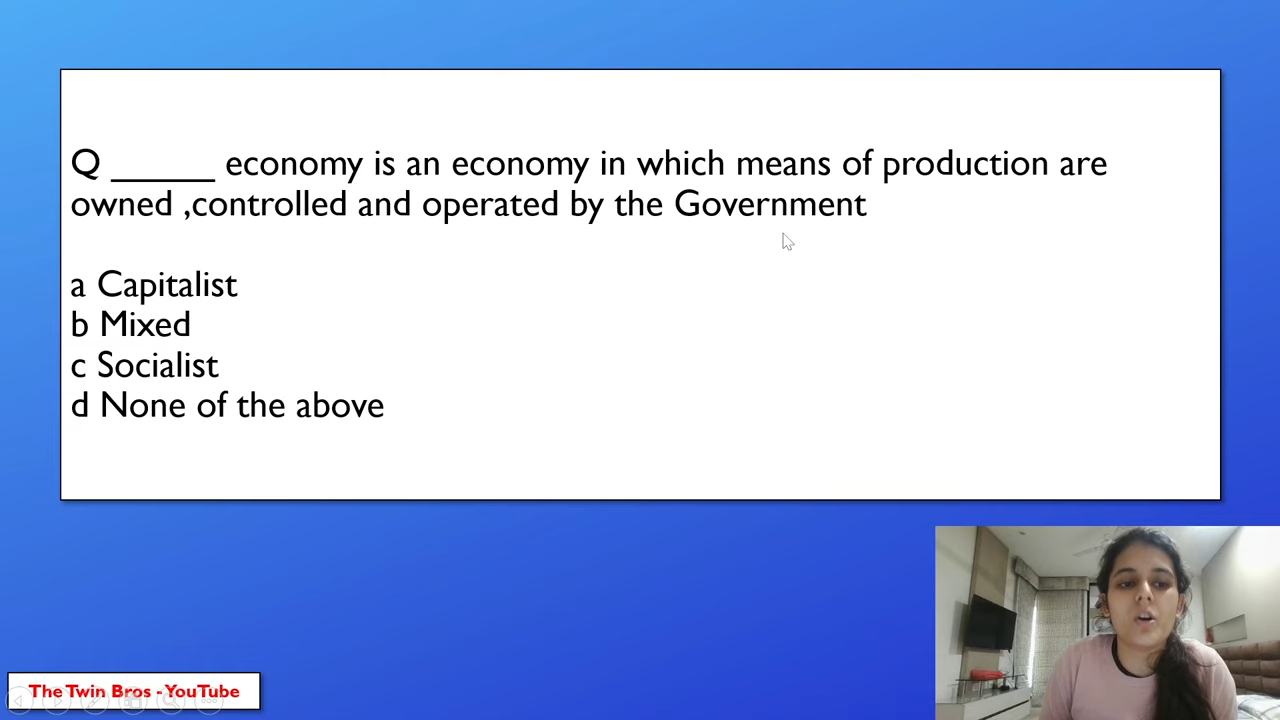 Q _____ economy is an economy in which means of production are
owned ,controlled and operated by the Government
a Capitalist
b Mixed
c Socialist
d None of the above
The Twin Bros - YouTube